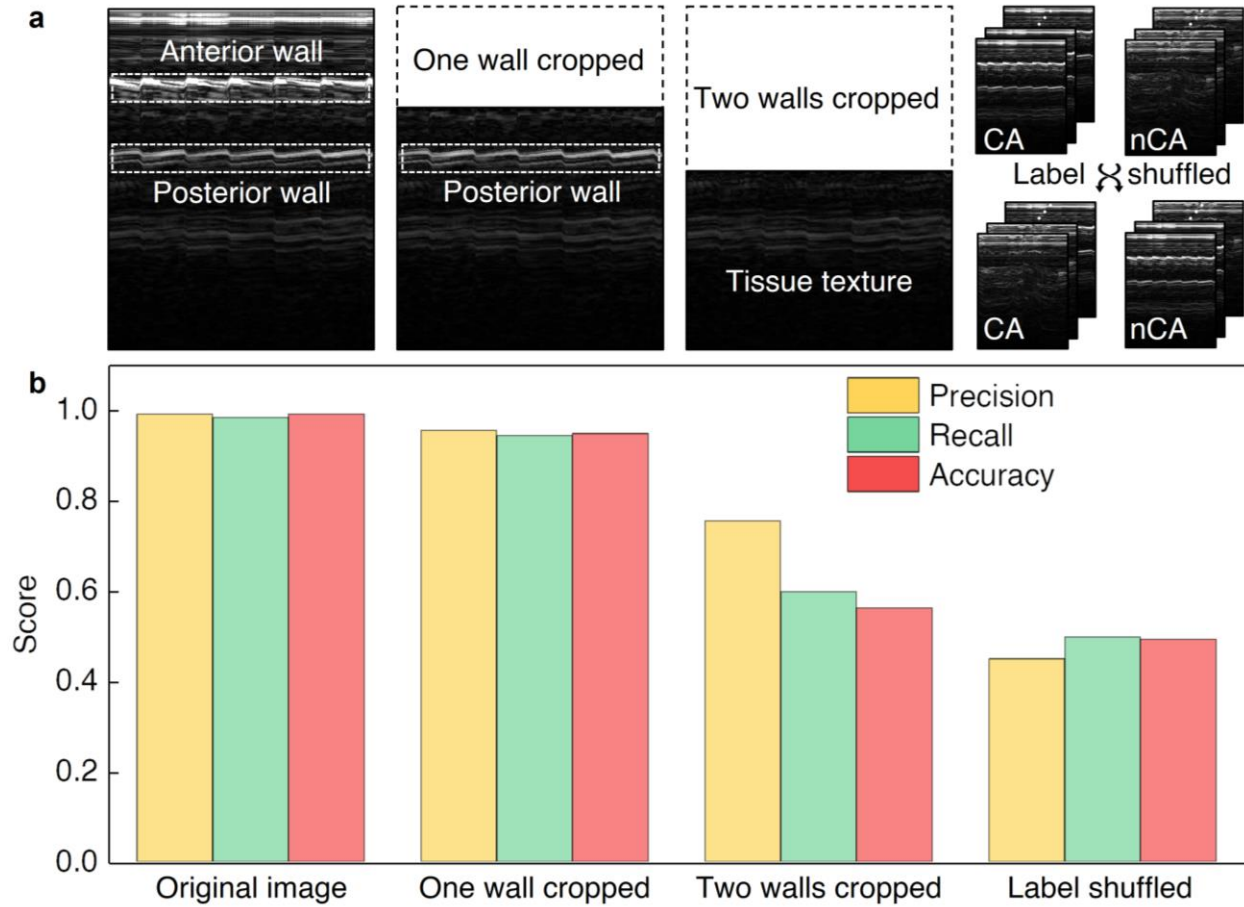 a
Anterior wall
Posterior wall
One wall cropped
Posterior wall
Two walls cropped
Tissue texture
CA
nCA
Label shuffled
CA
nCA
b
Precision
Recall
Accuracy
Score
1.0
0.8
0.6
0.4
0.2
0.0
Original image
One wall cropped
Two walls cropped
Label shuffled